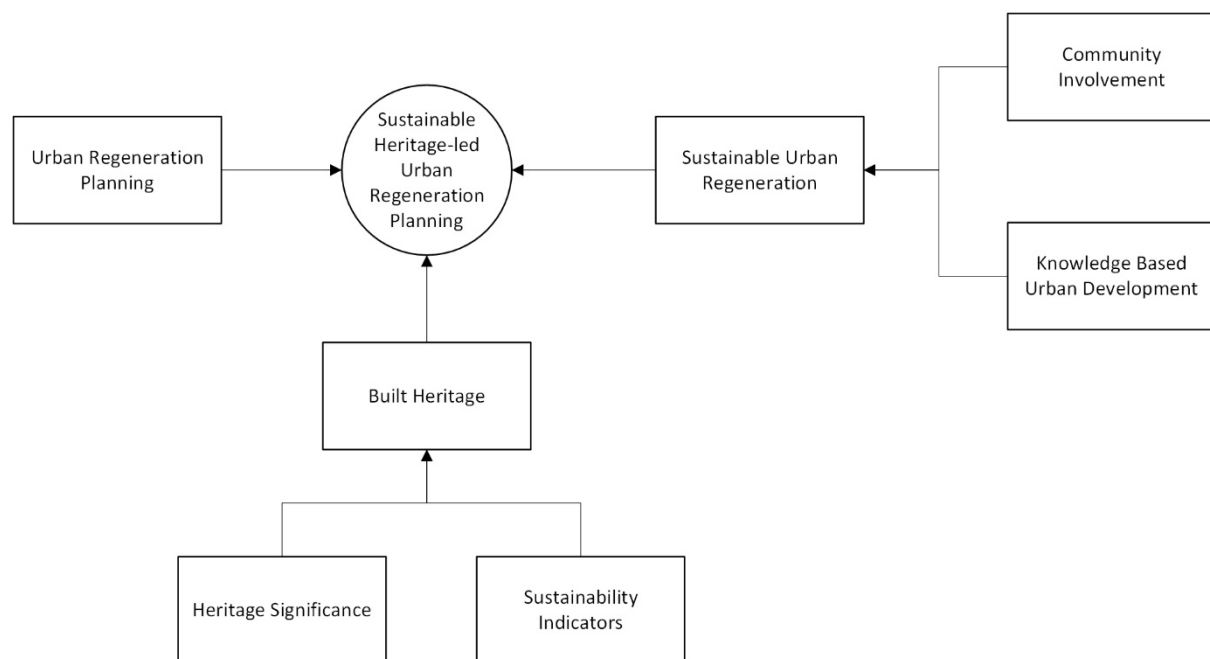 Community
Involvement
Urban Regeneration
Planning
Sustainable
Heritage-led
Urban
Regeneration
Planning
Sustainable Urban
Regeneration
Knowledge Based
Urban Development
Built Heritage
Heritage Significance
Sustainability
Indicators